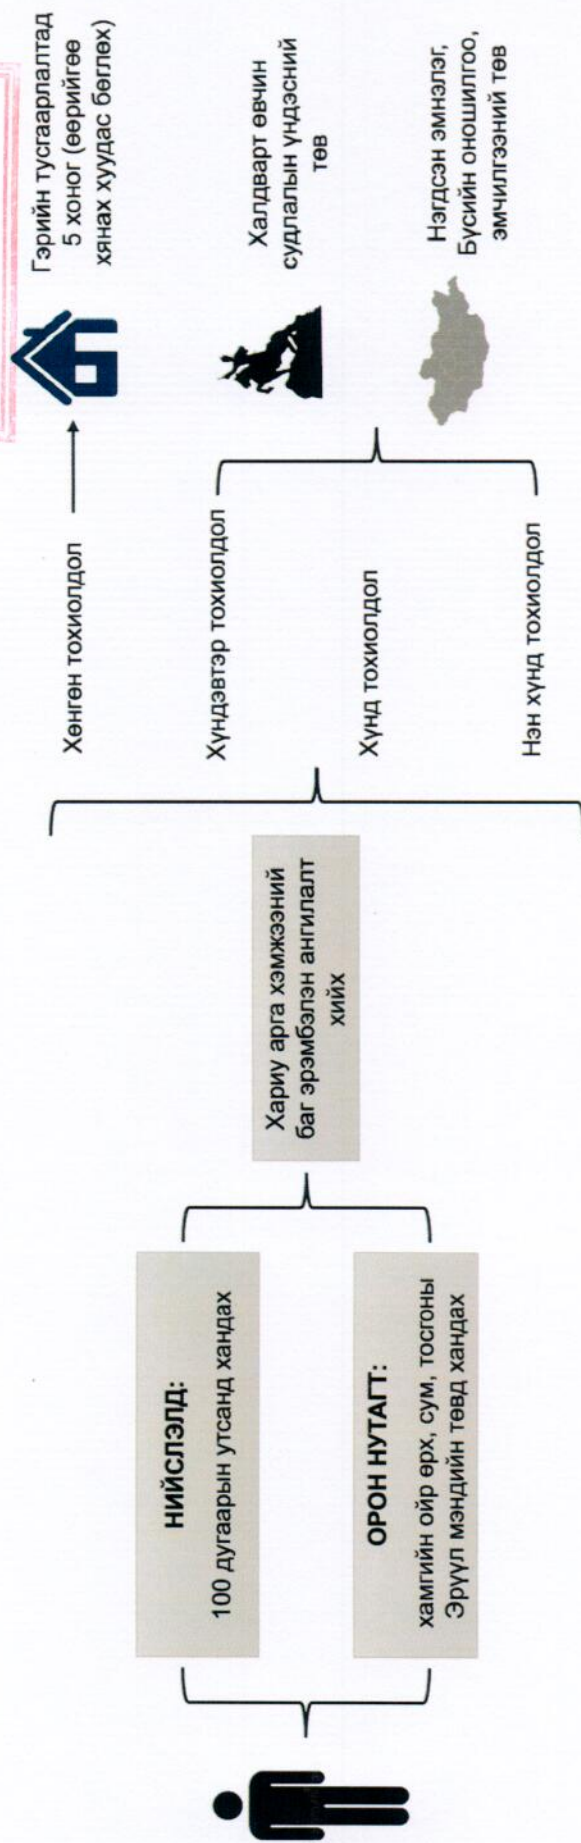 НИЙСЛЭЛД:
100 дугаарын утсанд хандах
ОРОН НУТАГТ:
хамгийн ойр өрх, сум, тосгоны
Эрүүл мэндийн төвд хандах
Хариу арга хэмжээний
баг эрэмбэлэн ангилалт
хийх
Хөнгөн тохиолдол
Хүндэвтэр тохиолдол
Хүнд тохиолдол
Нэн хүнд тохиолдол
Гэрийн тусгаарлалтад
5 хоног (өөрийгөө
хянах хуудас бөглөх)
Халдварт өвчин
судлалын үндэсний
төв
Нэгдсэн эмнэлэг,
Бүсийн оношилгоо,
эмчилгээний төв